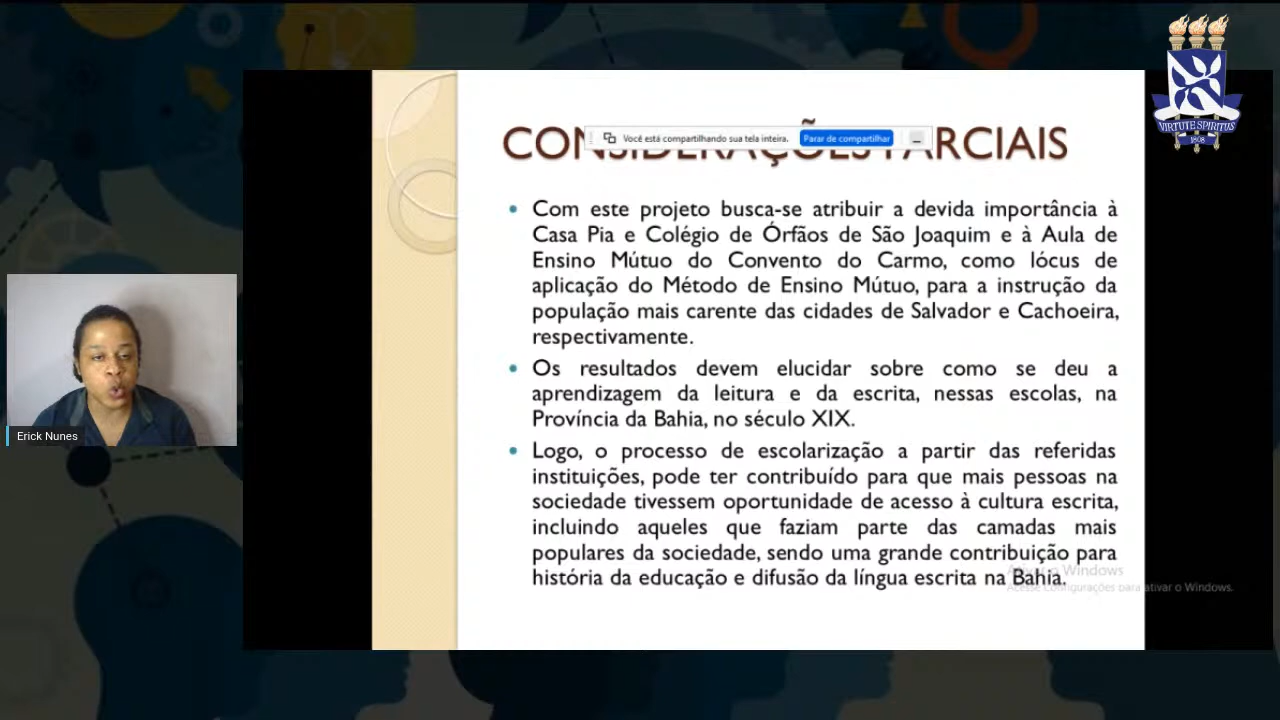 VIRTUTE SPIRITUS
1808
CONSIDERAÇÕES PARCIAIS
Você está compartilhando sua tela inteira. Parar de compartilhar
Com este projeto busca-se atribuir a devida importância à
Casa Pia e Colégio de Órfãos de São Joaquim e à Aula de
Ensino Mútuo do Convento do Carmo, como lócus de
aplicação do Método de Ensino Mútuo, para a instrução da
população mais carente das cidades de Salvador e Cachoeira,
respectivamente.
Os resultados devem elucidar sobre como se deu a
aprendizagem da leitura e da escrita, nessas escolas, na
Província da Bahia, no século XIX.
Logo, o processo de escolarização a partir das referidas
instituições, pode ter contribuído para que mais pessoas na
sociedade tivessem oportunidade de acesso à cultura escrita,
incluindo aqueles que faziam parte das camadas mais
populares da sociedade, sendo uma grande contribuição para
história da educação e difusão da língua escrita na Bahia.
Ativar o Windows
Acesse Configurações para ativar o Windows.
Erick Nunes